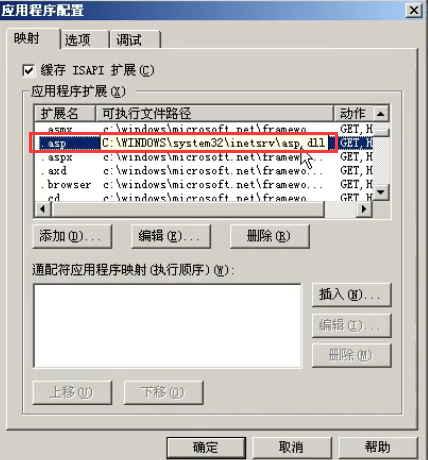 应用程序配置
映射 选项 调试
缓存 ISAPI 扩展(C)
应用程序扩展(X)
扩展名 可执行文件路径 动作
.asmx c:\windows\microsoft.net\framewo... GET,H
.asp C:\WINDOWS\system32\inetsrv\asp.dll GET,H
.aspx c:\windows\microsoft.net\framewo... GET,H
.axd c:\windows\microsoft.net\framewo... GET,H
.browser c:\windows\microsoft.net\framewo... GET,H
.cd c:\windows\microsoft.net\framewo... GET,H
添加(D)... 编辑(E)... 删除(R)
通配符应用程序映射(执行顺序)(W):
插入(N)...
编辑(I)...
删除(M)
上移(U) 下移(O)
确定 取消 帮助